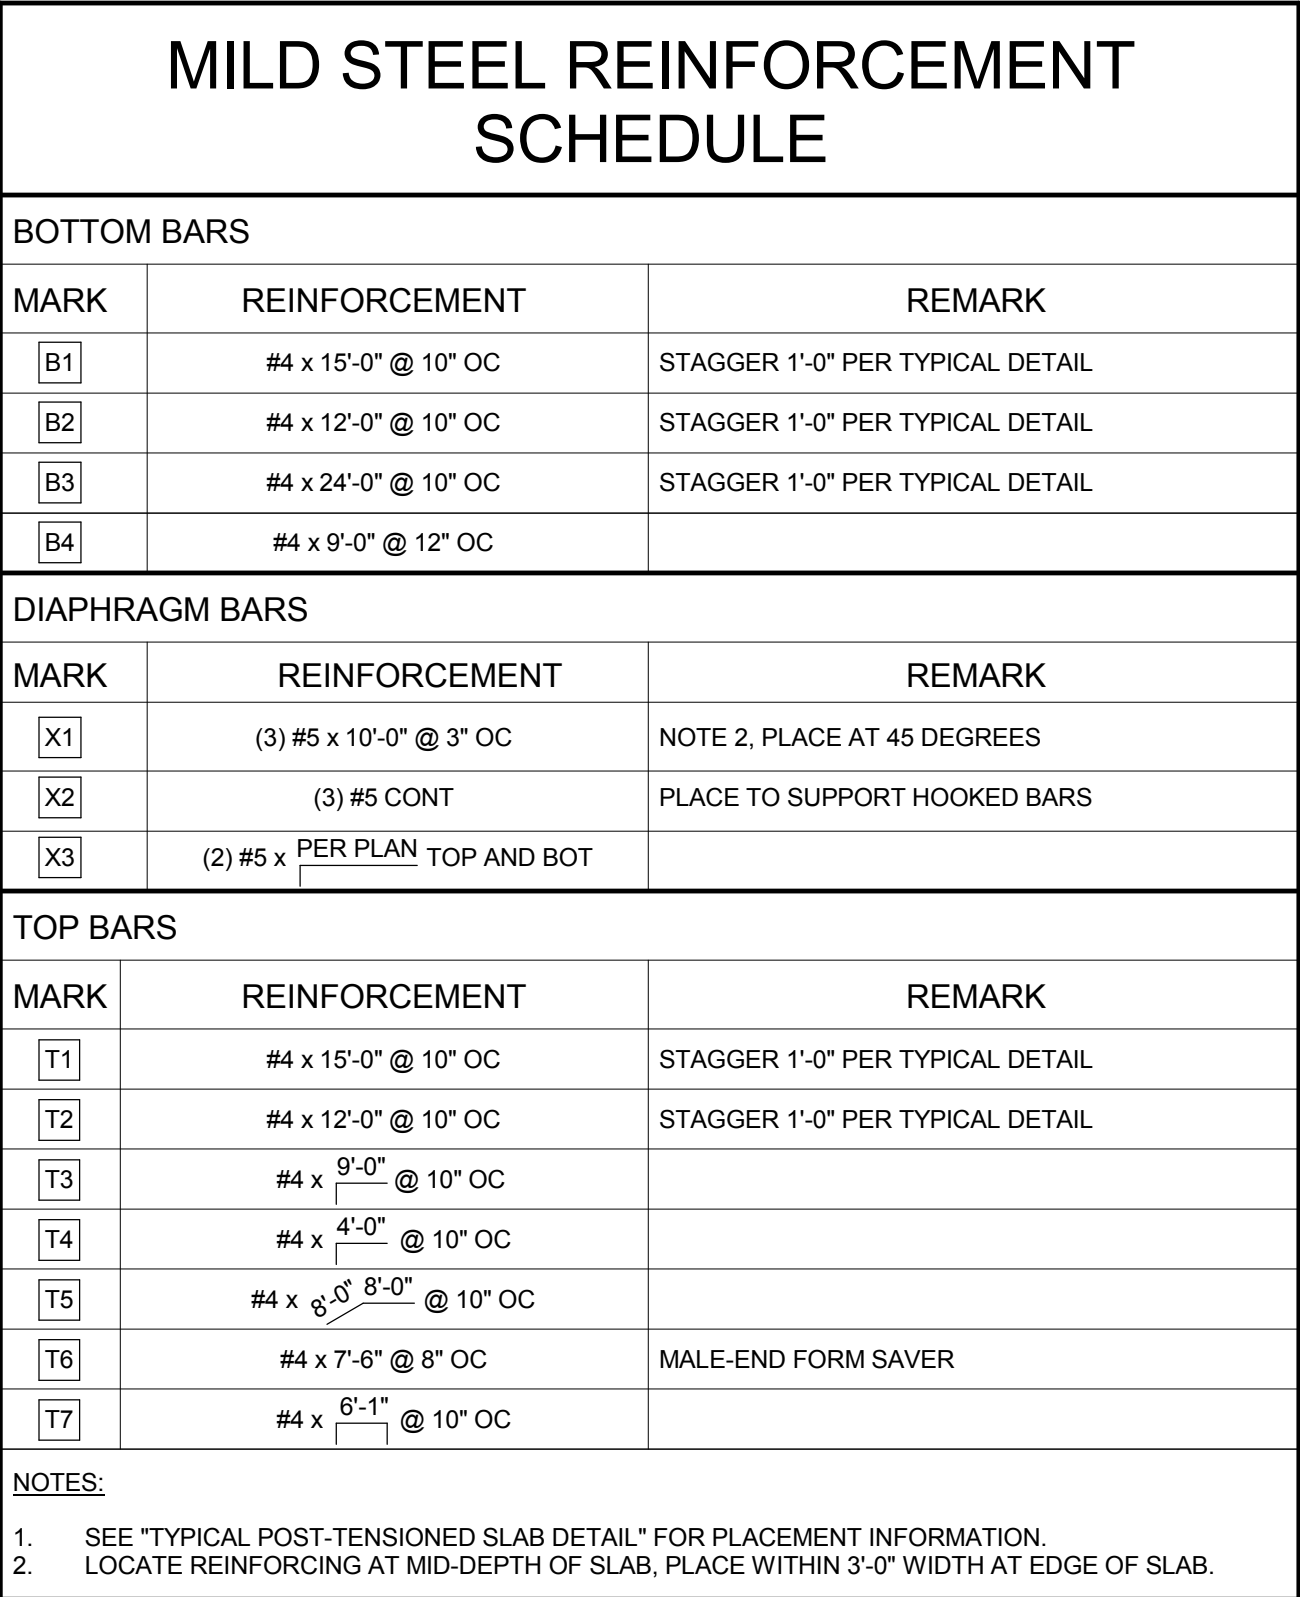 MILD STEEL REINFORCEMENT
SCHEDULE
BOTTOM BARS
MARK REINFORCEMENT REMARK
B1 #4 x 15'-0" @ 10" OC STAGGER 1'-0" PER TYPICAL DETAIL
B2 #4 x 12'-0" @ 10" OC STAGGER 1'-0" PER TYPICAL DETAIL
B3 #4 x 24'-0" @ 10" OC STAGGER 1'-0" PER TYPICAL DETAIL
B4 #4 x 9'-0" @ 12" OC
DIAPHRAGM BARS
MARK REINFORCEMENT REMARK
X1 (3) #5 x 10'-0" @ 3" OC NOTE 2, PLACE AT 45 DEGREES
X2 (3) #5 CONT PLACE TO SUPPORT HOOKED BARS
X3 (2) #5 x PER PLAN TOP AND BOT
TOP BARS
MARK REINFORCEMENT REMARK
T1 #4 x 15'-0" @ 10" OC STAGGER 1'-0" PER TYPICAL DETAIL
T2 #4 x 12'-0" @ 10" OC STAGGER 1'-0" PER TYPICAL DETAIL
T3 #4 x 9'-0" @ 10" OC
T4 #4 x 4'-0" @ 10" OC
T5 #4 x 8'-0" 8'-0" @ 10" OC
T6 #4 x 7'-6" @ 8" OC MALE-END FORM SAVER
T7 #4 x 6'-1" @ 10" OC
NOTES:
1. SEE "TYPICAL POST-TENSIONED SLAB DETAIL" FOR PLACEMENT INFORMATION.
2. LOCATE REINFORCING AT MID-DEPTH OF SLAB, PLACE WITHIN 3'-0" WIDTH AT EDGE OF SLAB.